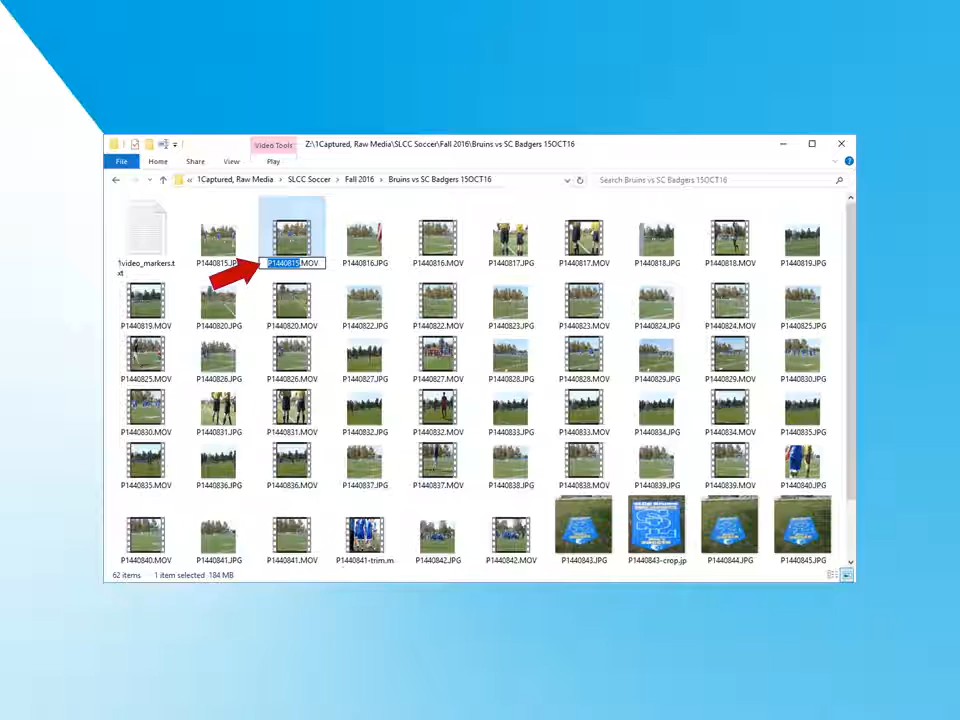 Video Tools
Z:\1Captured, Raw Media\SLCC Soccer\Fall 2016\Bruins vs SC Badgers 15OCT16
File Home Share View Play
« 1Captured, Raw Media › SLCC Soccer › Fall 2016 › Bruins vs SC Badgers 15OCT16
Search Bruins vs SC Badgers 15OCT16
1video_markers.t
xt
P1440815.JPG P1440815.MOV P1440816.JPG P1440816.MOV P1440817.JPG P1440817.MOV P1440818.JPG P1440818.MOV P1440819.JPG
P1440819.MOV P1440820.JPG P1440820.MOV P1440822.JPG P1440822.MOV P1440823.JPG P1440823.MOV P1440824.JPG P1440824.MOV P1440825.JPG
P1440825.MOV P1440826.JPG P1440826.MOV P1440827.JPG P1440827.MOV P1440828.JPG P1440828.MOV P1440829.JPG P1440829.MOV P1440830.JPG
P1440830.MOV P1440831.JPG P1440831.MOV P1440832.JPG P1440832.MOV P1440833.JPG P1440833.MOV P1440834.JPG P1440834.MOV P1440835.JPG
P1440835.MOV P1440836.JPG P1440836.MOV P1440837.JPG P1440837.MOV P1440838.JPG P1440838.MOV P1440839.JPG P1440839.MOV P1440840.JPG
P1440840.MOV P1440841.JPG P1440841.MOV P1440841-trim.m P1440842.JPG P1440842.MOV P1440843.JPG P1440843-crop.jp P1440844.JPG P1440845.JPG
62 items 1 item selected 184 MB